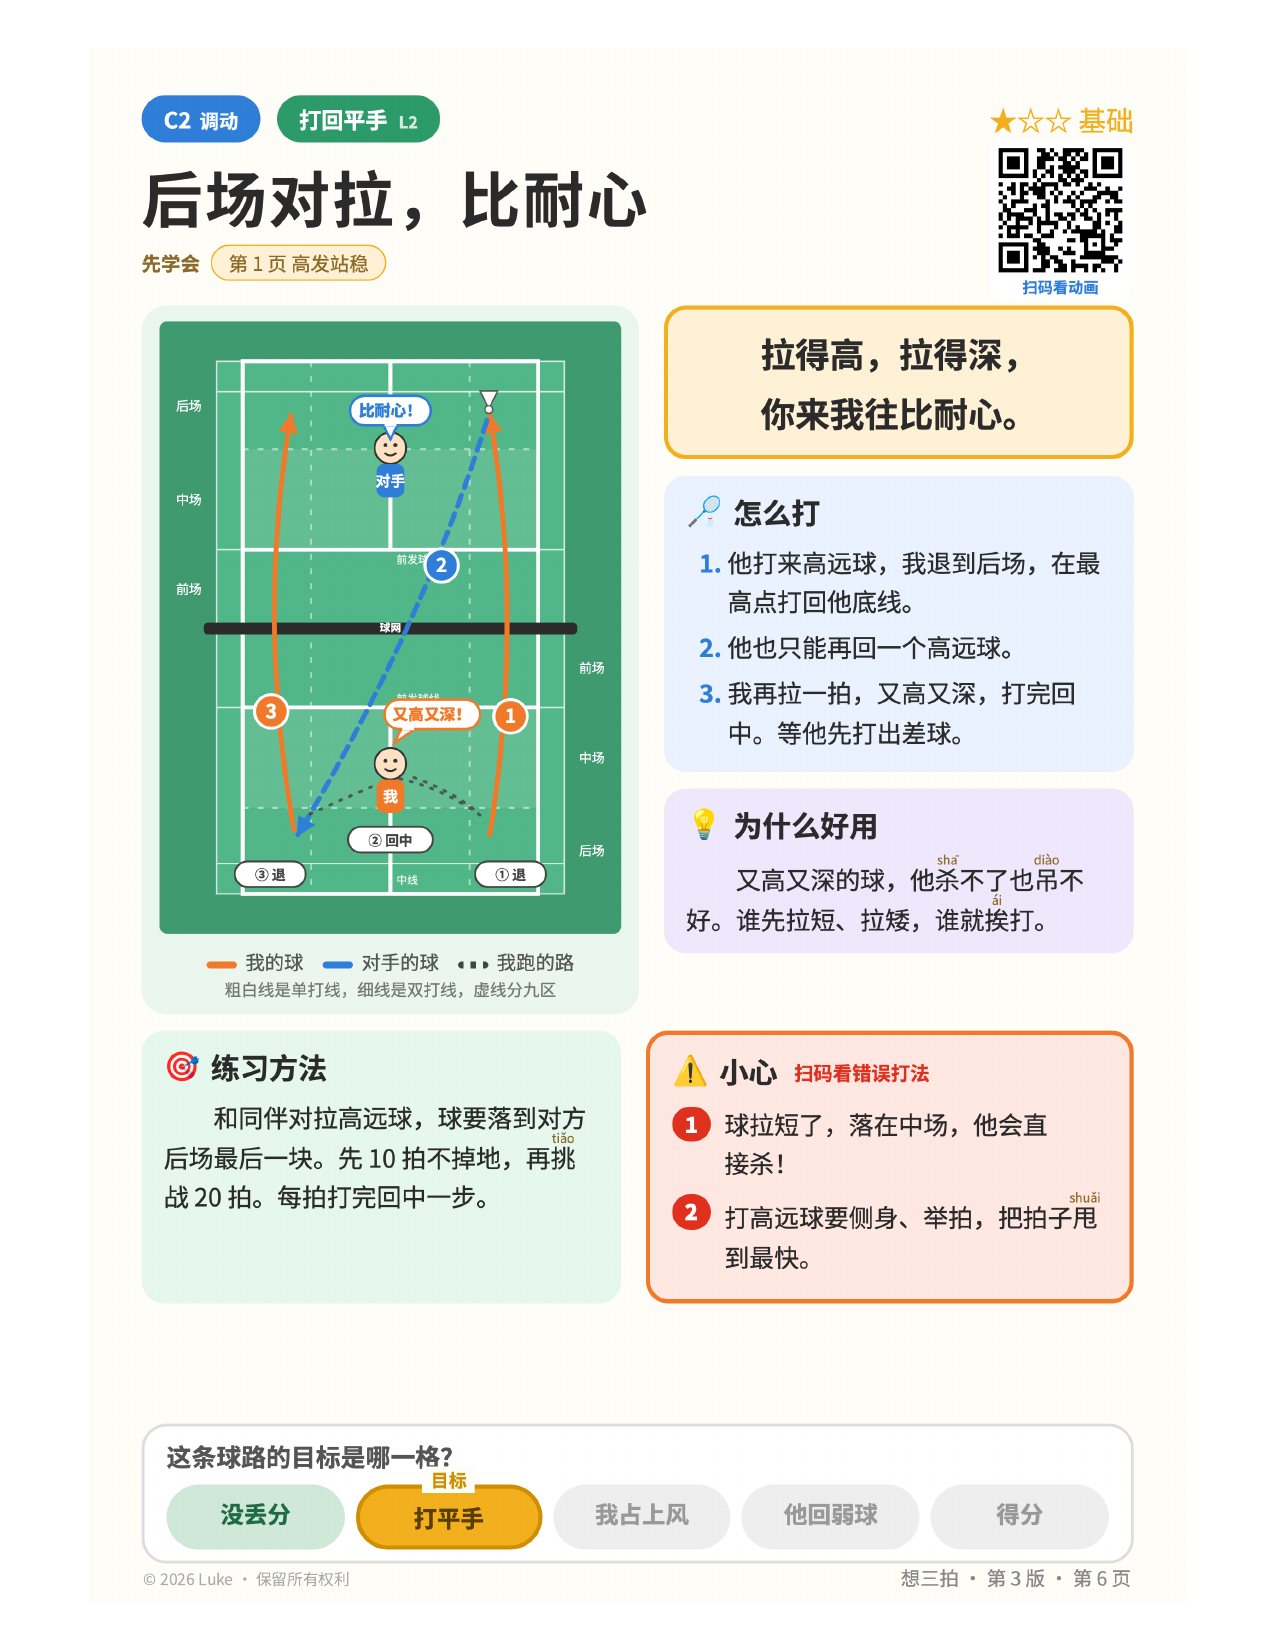 C2 调动
打回平手 L2
★☆☆ 基础
后场对拉，比耐心
先学会 第 1 页 高发站稳
扫码看动画
后场
比耐心！
对手
中场
前发球
2
前场
球网
前场
3
又高又深！
1
中场
我
② 回中
后场
③ 退
① 退
中线
我的球 对手的球 我跑的路
粗白线是单打线，细线是双打线，虚线分九区
拉得高，拉得深，
你来我往比耐心。
怎么打
1. 他打来高远球，我退到后场，在最
高点打回他底线。
2. 他也只能再回一个高远球。
3. 我再拉一拍，又高又深，打完回
中。等他先打出差球。
为什么好用
shā diào
又高又深的球，他杀不了也吊不
ái
好。谁先拉短、拉矮，谁就挨打。
练习方法
和同伴对拉高远球，球要落到对方
tiǎo
后场最后一块。先 10 拍不掉地，再挑
战 20 拍。每拍打完回中一步。
小心 扫码看错误打法
1 球拉短了，落在中场，他会直
接杀！
shuǎi
2 打高远球要侧身、举拍，把拍子甩
到最快。
这条球路的目标是哪一格？
目标
没丢分 打平手 我占上风 他回弱球 得分
© 2026 Luke · 保留所有权利
想三拍 · 第 3 版 · 第 6 页